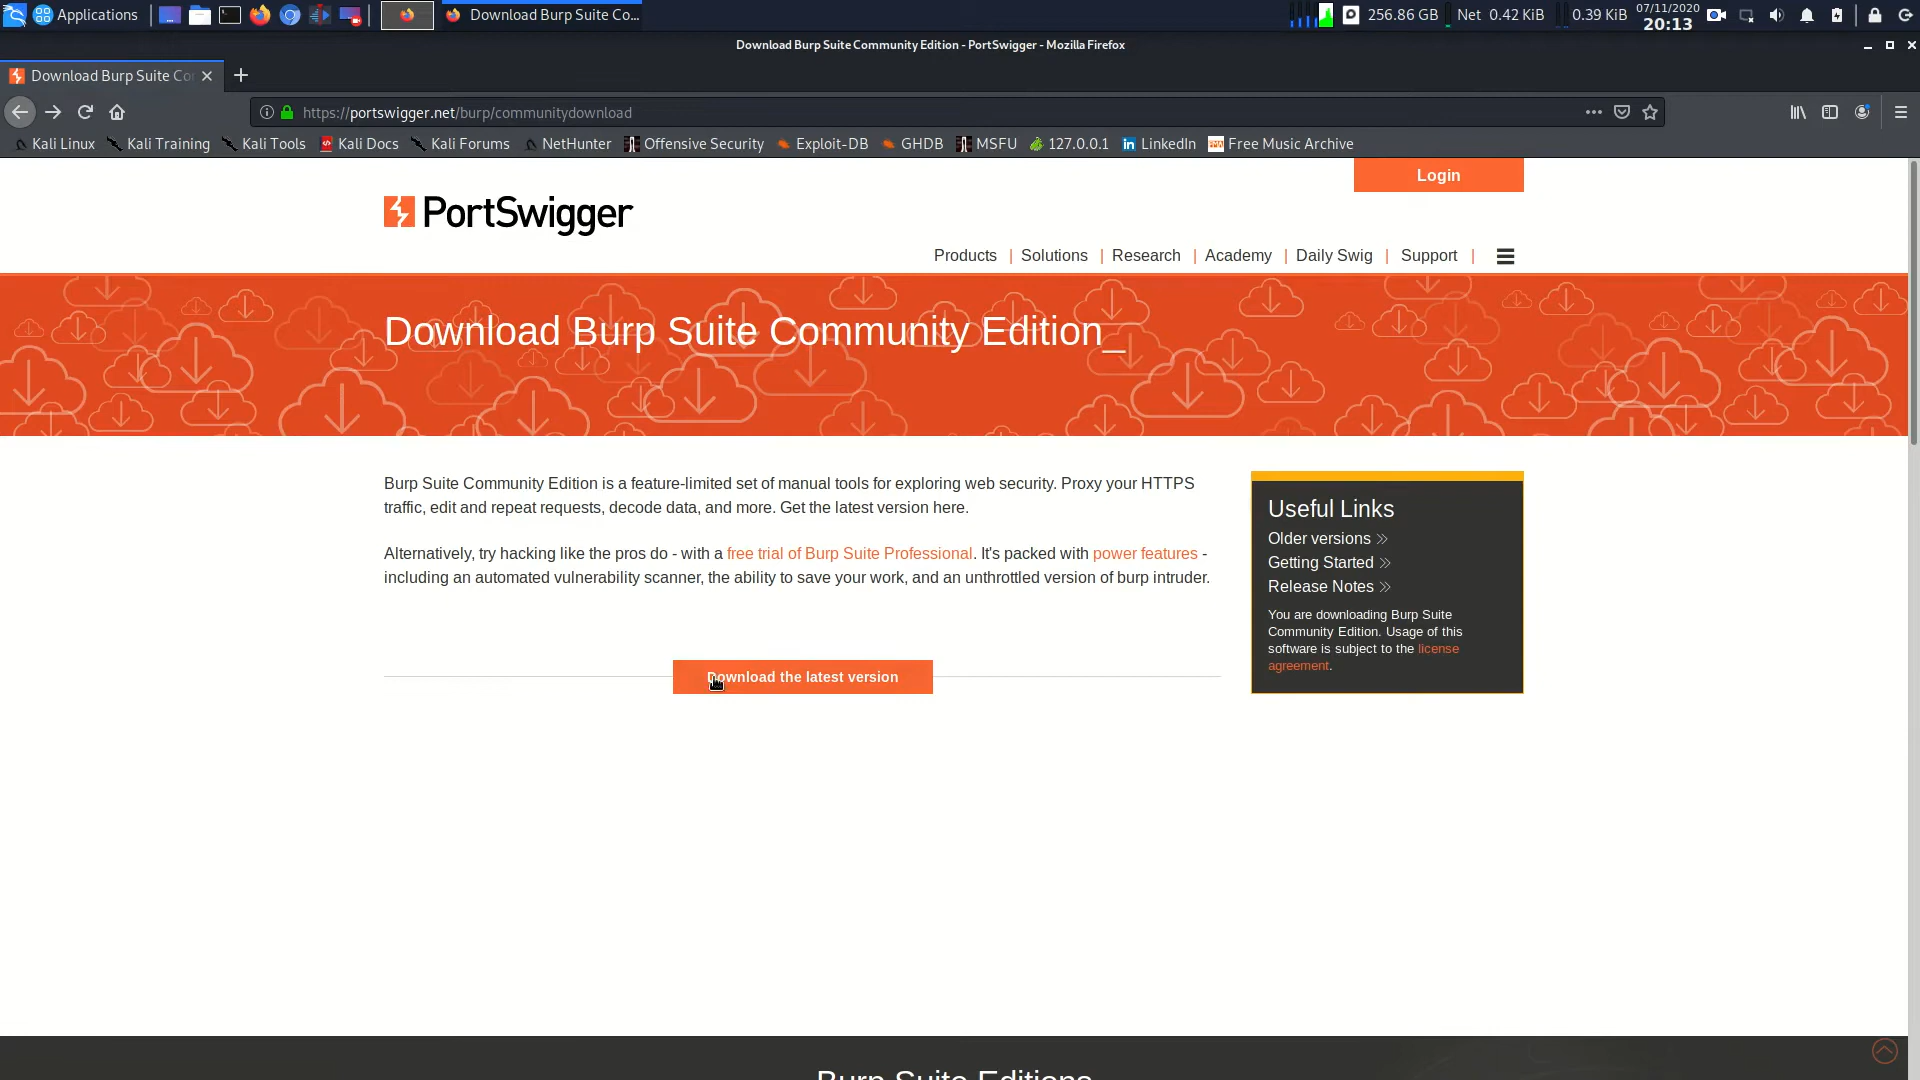 Applications
Download Burp Suite Co...
256.86 GB
Net 0.42 KiB
0.39 KiB
07/11/2020
20:13
Download Burp Suite Community Edition - PortSwigger - Mozilla Firefox
Download Burp Suite Co
https://portswigger.net/burp/communitydownload
Kali Linux Kali Training Kali Tools Kali Docs Kali Forums NetHunter Offensive Security Exploit-DB GHDB MSFU 127.0.0.1 LinkedIn Free Music Archive
Login
PortSwigger
Products | Solutions | Research | Academy | Daily Swig | Support |
Download Burp Suite Community Edition_
Burp Suite Community Edition is a feature-limited set of manual tools for exploring web security. Proxy your HTTPS
traffic, edit and repeat requests, decode data, and more. Get the latest version here.
Alternatively, try hacking like the pros do - with a free trial of Burp Suite Professional. It's packed with power features -
including an automated vulnerability scanner, the ability to save your work, and an unthrottled version of burp intruder.
Download the latest version
Useful Links
Older versions
Getting Started
Release Notes
You are downloading Burp Suite
Community Edition. Usage of this
software is subject to the license
agreement.
Burp Suite Editions